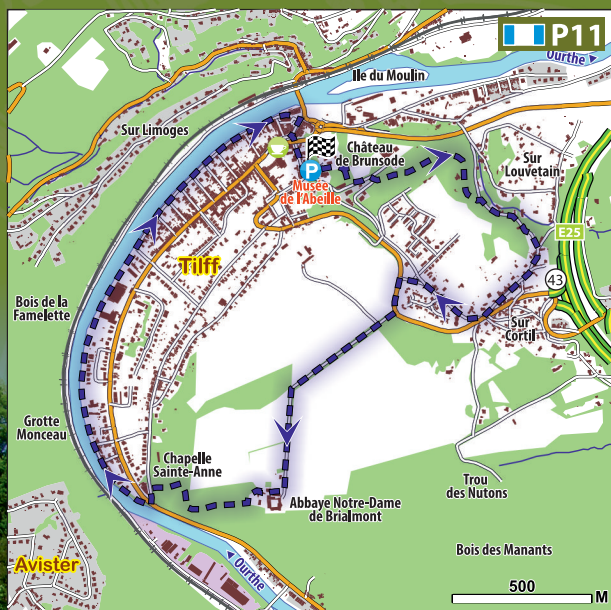 P11
Ourthe
Ile du Moulin
Sur Limoges
Château
de Brunsode
Sur
Louvetain
P
Musée
de l'Abeille
E25
Tilff
43
Bois de la
Famelette
Sur
Cortil
Grotte
Monceau
Chapelle
Sainte-Anne
Trou
des Nutons
Abbaye Notre-Dame
de Brialmont
Bois des Manants
Avister
Ourthe
500
M